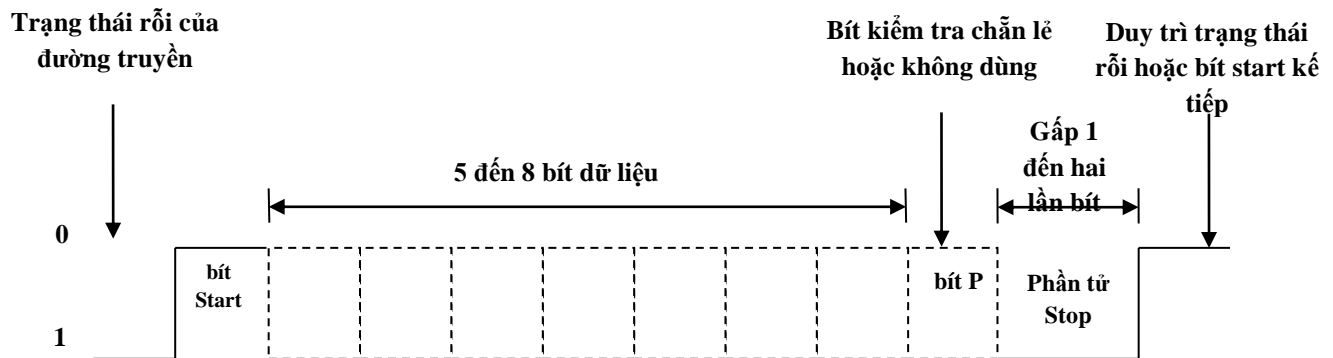 Trạng thái rỗi của
đường truyền
Bít kiểm tra chẵn lẻ
hoặc không dùng
Duy trì trạng thái
rỗi hoặc bít start kế
tiếp
Gấp 1
đến hai
lần bít
5 đến 8 bít dữ liệu
0
bít
Start
bít P
Phần tử
Stop
1